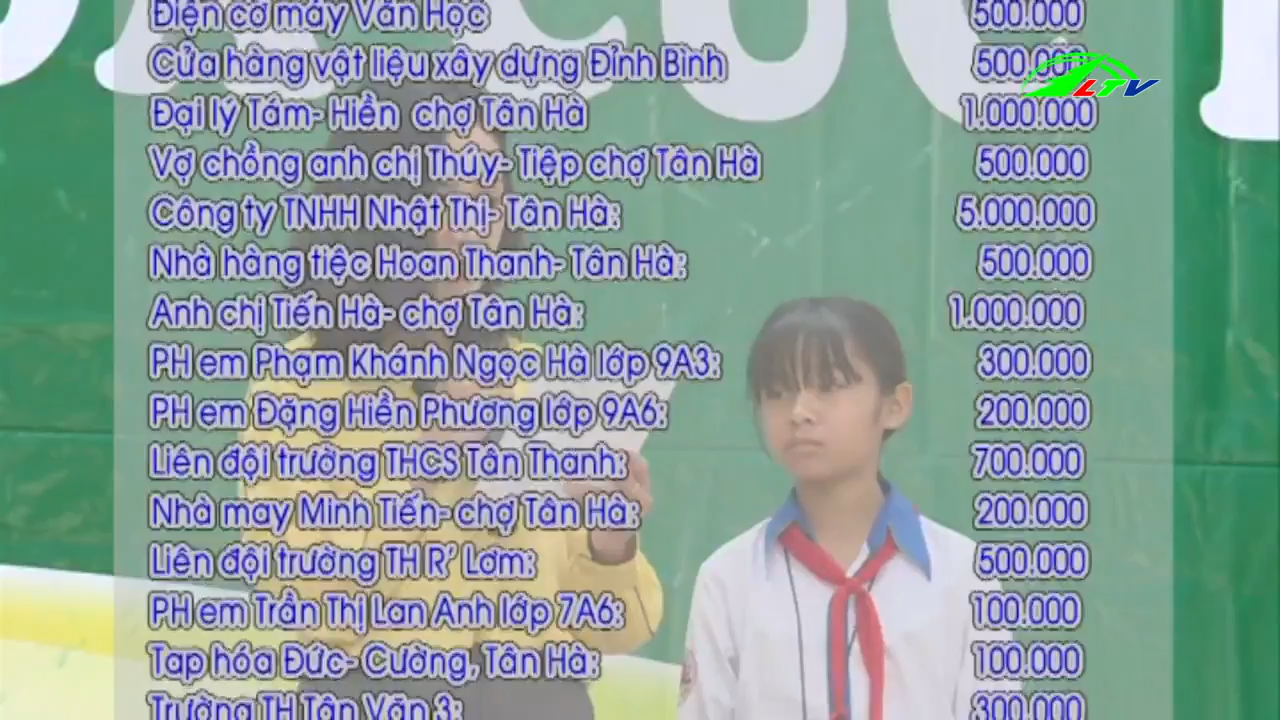 Điện cơ máy Văn Học 500.000
Cửa hàng vật liệu xây dựng Đỉnh Bình 500.000
LTV
Đại lý Tám- Hiền chợ Tân Hà 1.000.000
Vợ chồng anh chị Thúy- Tiệp chợ Tân Hà 500.000
Công ty TNHH Nhật Thị- Tân Hà: 5.000.000
Nhà hàng tiệc Hoan Thanh- Tân Hà: 500.000
Anh chị Tiến Hà- chợ Tân Hà: 1.000.000
PH em Phạm Khánh Ngọc Hà lớp 9A3: 300.000
PH em Đặng Hiền Phương lớp 9A6: 200.000
Liên đội trường THCS Tân Thanh: 700.000
Nhà may Minh Tiến- chợ Tân Hà: 200.000
Liên đội trường TH R' Lơm: 500.000
PH em Trần Thị Lan Anh lớp 7A6: 100.000
Tạp hóa Đức- Cường, Tân Hà: 100.000
Trường TH Tân Văn 3: 300.000